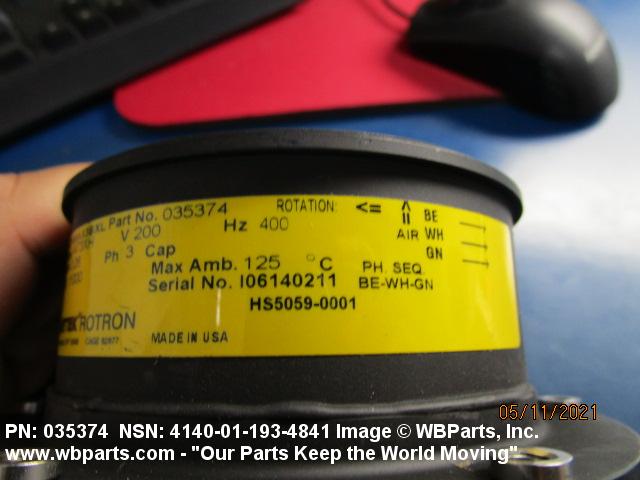 XL Part No. 035374
ROTATION: <= ⇑ BE
V 200 Hz 400 AIR WH
Ph 3 Cap GN
Max Amb. 125 °C PH. SEQ.
Serial No. I06140211 BE-WH-GN
HS5059-0001
ROTRON
MADE IN USA
05/11/2021
PN: 035374 NSN: 4140-01-193-4841 Image © WBParts, Inc.
www.wbparts.com - "Our Parts Keep the World Moving"